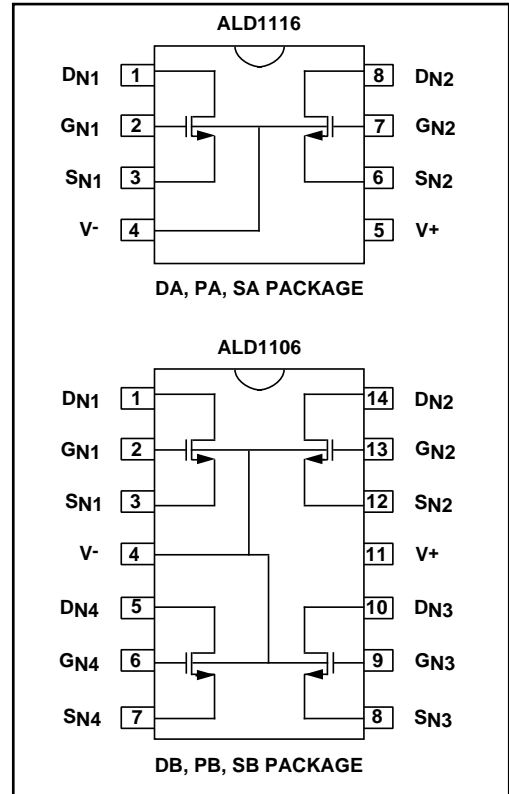 ALD1116
DN1 1 8 DN2
GN1 2 7 GN2
SN1 3 6 SN2
V- 4 5 V+
DA, PA, SA PACKAGE
ALD1106
DN1 1 14 DN2
GN1 2 13 GN2
SN1 3 12 SN2
V- 4 11 V+
DN4 5 10 DN3
GN4 6 9 GN3
SN4 7 8 SN3
DB, PB, SB PACKAGE